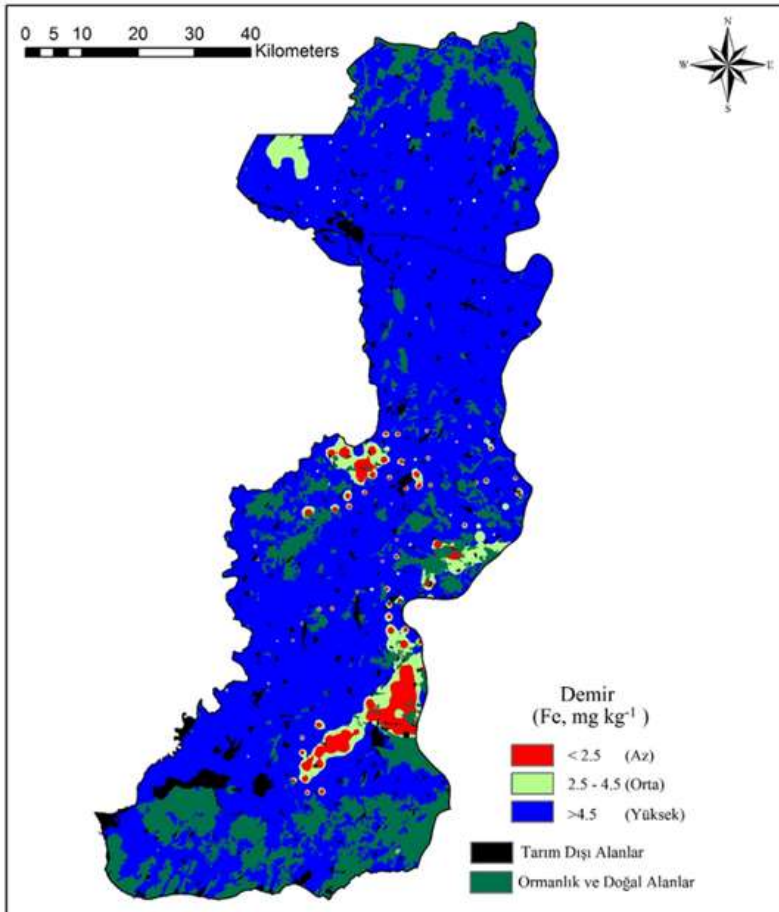 0 5 10 20 30 40
Kilometers
N
W E
S
Demir
(Fe, mg kg⁻¹ )
< 2.5 (Az)
2.5 - 4.5 (Orta)
>4.5 (Yüksek)
Tarım Dışı Alanlar
Ormanlık ve Doğal Alanlar